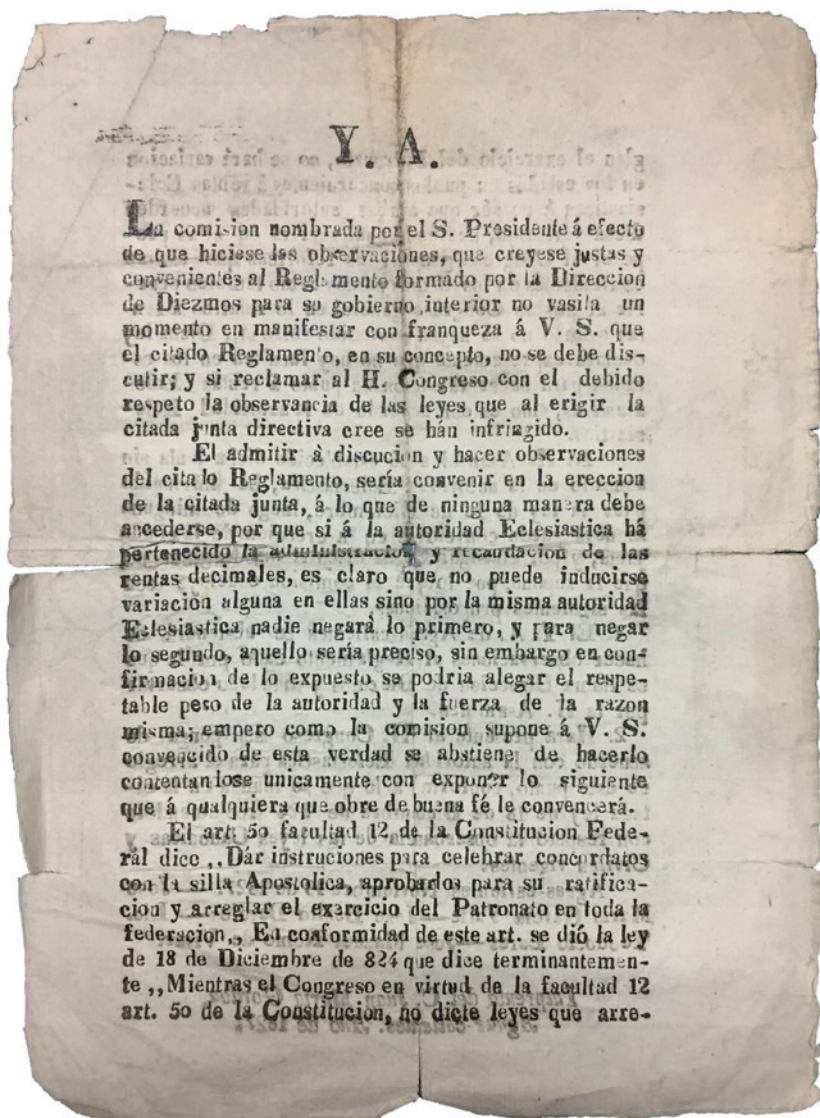 Y. A.
La comision nombrada por el S. Presidente á efecto
de que hiciese las observaciones, que creyese justas y
convenientes al Reglamento formado por la Direccion
de Diezmos para su gobierno interior no vasila un
momento en manifestar con franqueza á V. S. que
el citado Reglamento, en su concepto, no se debe dis-
cutir; y si reclamar al H. Congreso con el debido
respeto la observancia de las leyes que al erigir la
citada junta directiva cree se hán infringido.
El admitir à discucion y hacer observaciones
del citado Reglamento, sería convenir en la ereccion
de la citada junta, á lo que de ninguna manera debe
accederse, por que si á la autoridad Eclesiastica há
pertenecido la administracion y recaudacion de las
rentas decimales, es claro que no puede inducirse
variación alguna en ellas sino por la misma autoridad
Eclesiastica nadie negarà lo primero, y para negar
lo segundo, aquello sería preciso, sin embargo en con-
firmacion de lo expuesto se podria alegar el respe-
table peso de la autoridad y la fuerza de la razon
misma; empero como la comision supone á V. S.
convencido de esta verdad se abstiene de hacerlo
contentandose unicamente con exponer lo siguiente
que á qualquiera que obre de buena fé le convencerá.
El art. 50 facultad 12 de la Constitucion Fede-
rál dice ,,Dár instruciones para celebrar concordatos
con la silla Apostolica, aprobarlos para su ratifica-
cion y arreglar el exercicio del Patronato en toda la
federacion,, En conformidad de este art. se dió la ley
de 18 de Diciembre de 824 que dice terminantemen-
te ,,Mientras el Congreso en virtud de la facultad 12
art. 50 de la Constitucion, no dicte leyes que arre-